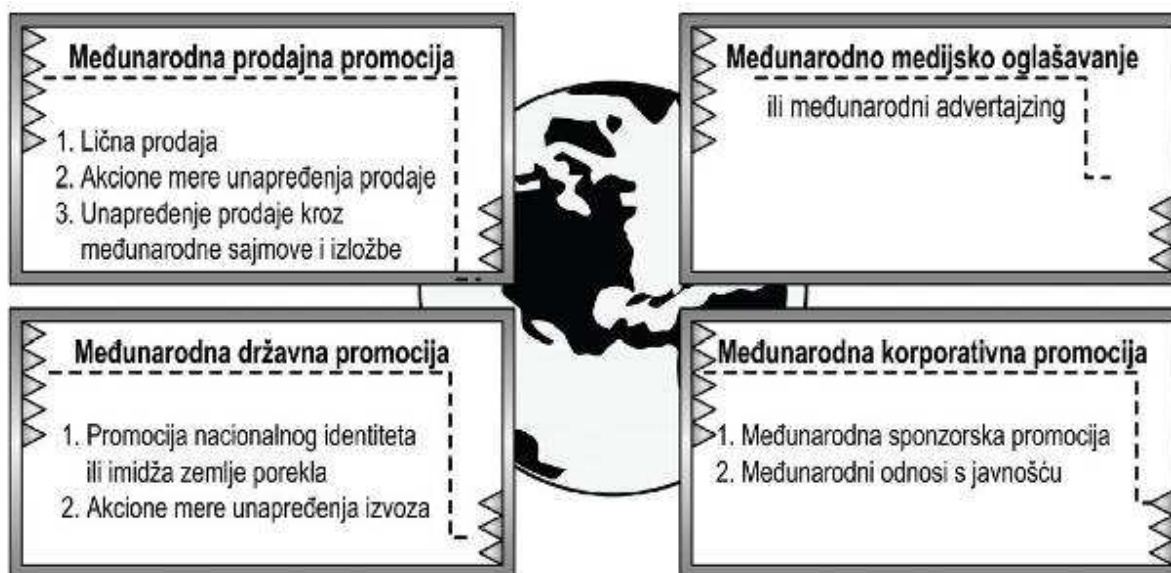 Međunarodna prodajna promocija
1. Lična prodaja
2. Akcione mere unapređenja prodaje
3. Unapređenje prodaje kroz
međunarodne sajmove i izložbe
Međunarodno medijsko oglašavanje
ili međunarodni advertajzing
Međunarodna državna promocija
1. Promocija nacionalnog identiteta
ili imidža zemlje porekla
2. Akcione mere unapređenja izvoza
Međunarodna korporativna promocija
1. Međunarodna sponzorska promocija
2. Međunarodni odnosi s javnošću